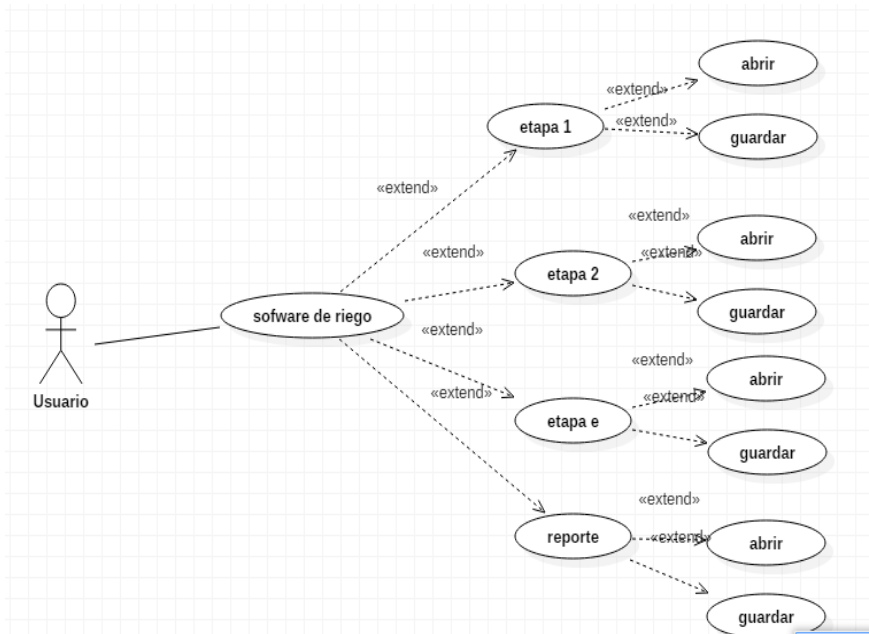 abrir
«extend»
«extend»
etapa 1
guardar
«extend»
«extend»
abrir
«extend»
«extend»
etapa 2
guardar
sofware de riego
«extend»
«extend»
abrir
«extend»
«extend»
Usuario
etapa e
guardar
«extend»
reporte
«extend»
abrir
guardar